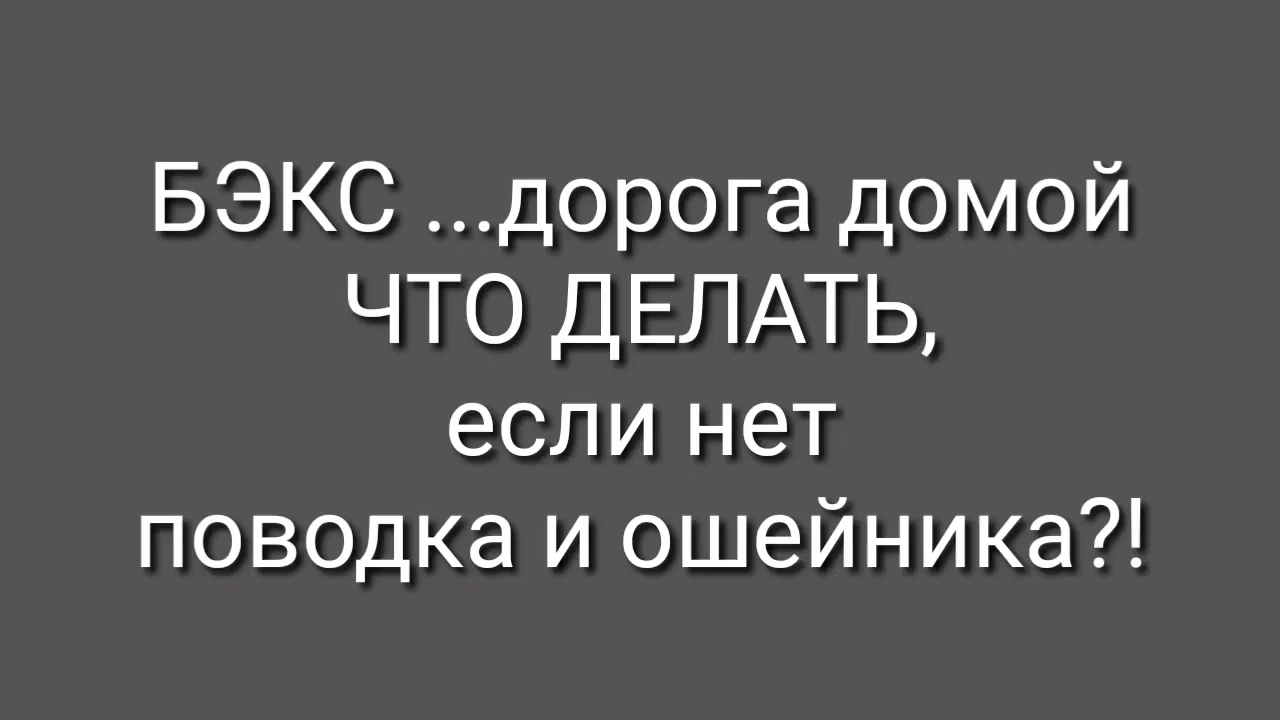 БЭКС ...дорога домой
ЧТО ДЕЛАТЬ,
если нет
поводка и ошейника?!